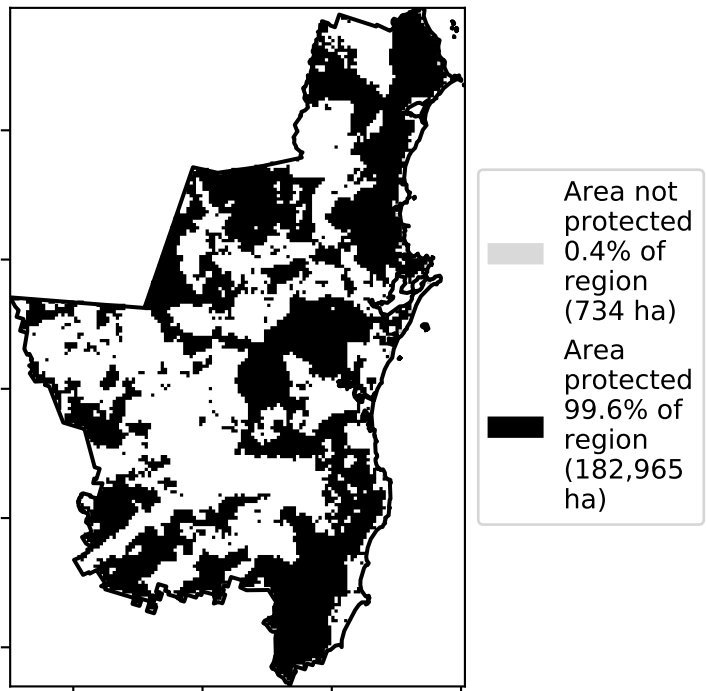 Area not
protected
0.4% of
region
(734 ha)
Area
protected
99.6% of
region
(182,965
ha)